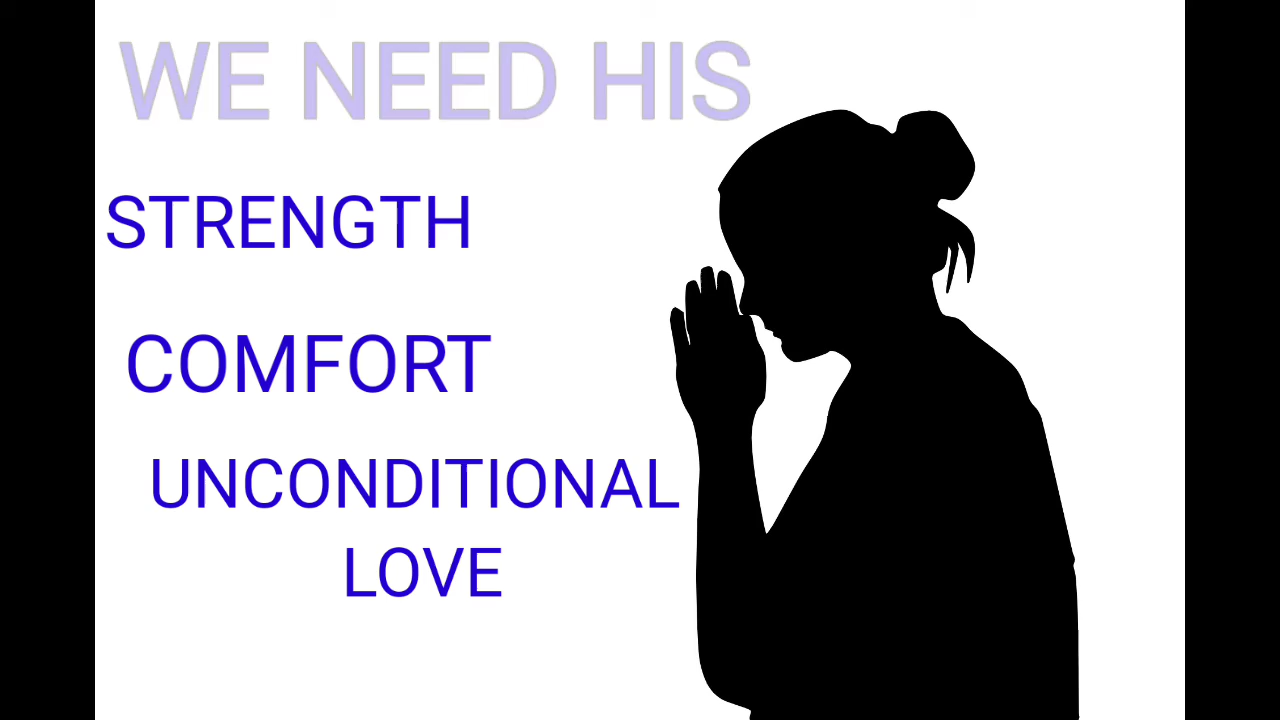 WE NEED HIS
STRENGTH
COMFORT
UNCONDITIONAL
LOVE